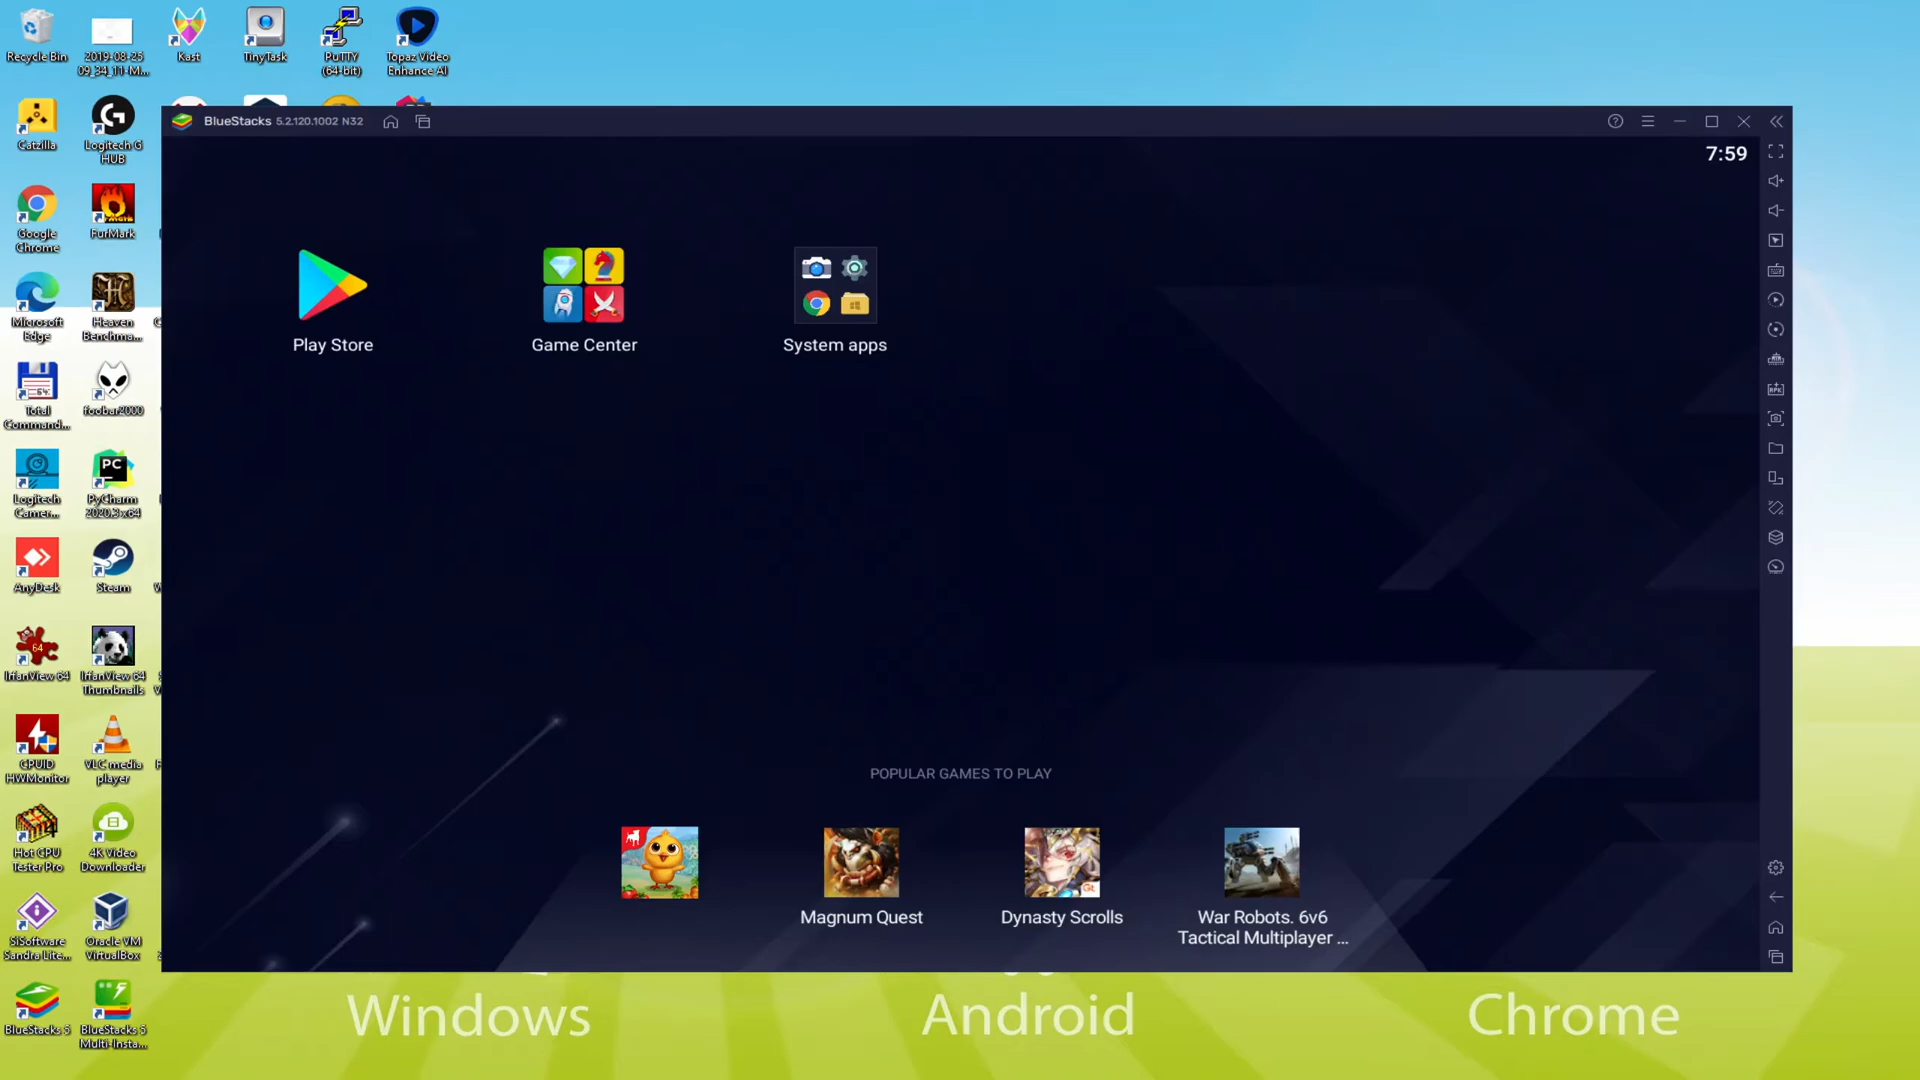 Recycle Bin
2019-08-25
09_34_11-M...
Kast
TinyTask
PuTTY
(64-bit)
Topaz Video
Enhance AI
Catzilla
Logitech G
HUB
Google
Chrome
FurMark
Microsoft
Edge
Heaven
Benchma...
Total
Command...
foobar2000
Logitech
Camer...
PyCharm
2020.3 x64
AnyDesk
Steam
IrfanView 64
IrfanView 64
Thumbnails
CPUID
HWMonitor
VLC media
player
Hot CPU
Tester Pro
4K Video
Downloader
SiSoftware
Sandra Lite...
Oracle VM
VirtualBox
BlueStacks 5
BlueStacks 5
Multi-Insta...
BlueStacks 5.2.120.1002 N32
7:59
Play Store
Game Center
System apps
POPULAR GAMES TO PLAY
Magnum Quest
Dynasty Scrolls
War Robots. 6v6
Tactical Multiplayer ...
Windows
Android
Chrome